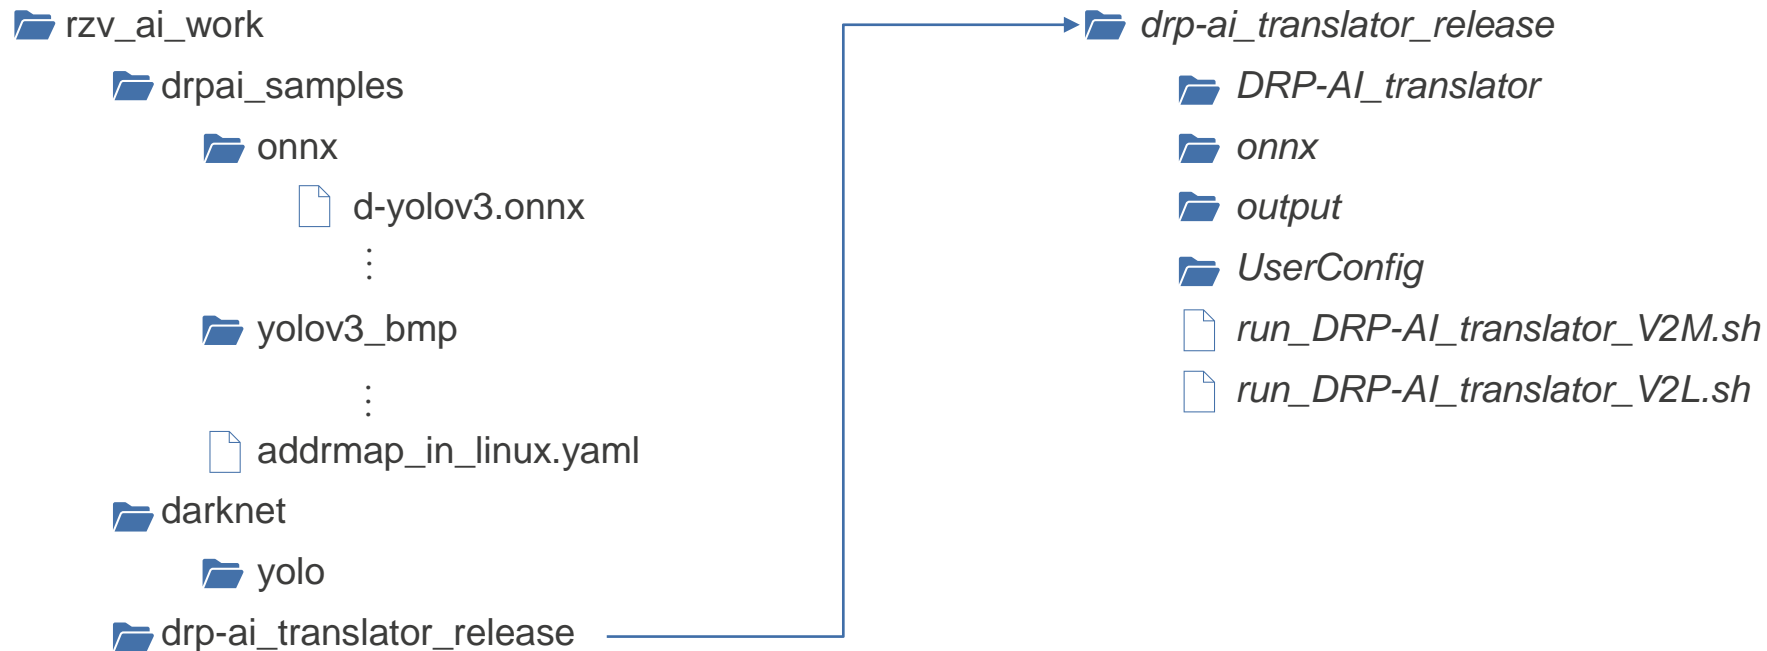 rzv_ai_work
drpai_samples
onnx
d-yolov3.onnx
⋮
yolov3_bmp
⋮
addrmap_in_linux.yaml
darknet
yolo
drp-ai_translator_release
drp-ai_translator_release
DRP-AI_translator
onnx
output
UserConfig
run_DRP-AI_translator_V2M.sh
run_DRP-AI_translator_V2L.sh